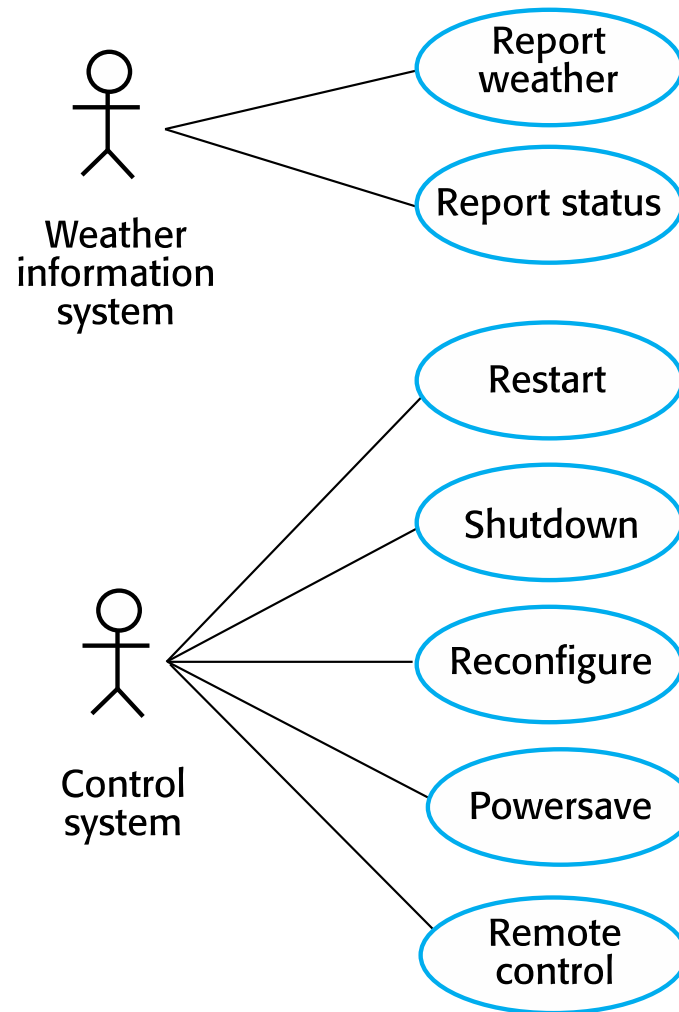 Report
weather
Report status
Weather
information
system
Restart
Shutdown
Reconfigure
Control
system
Powersave
Remote
control